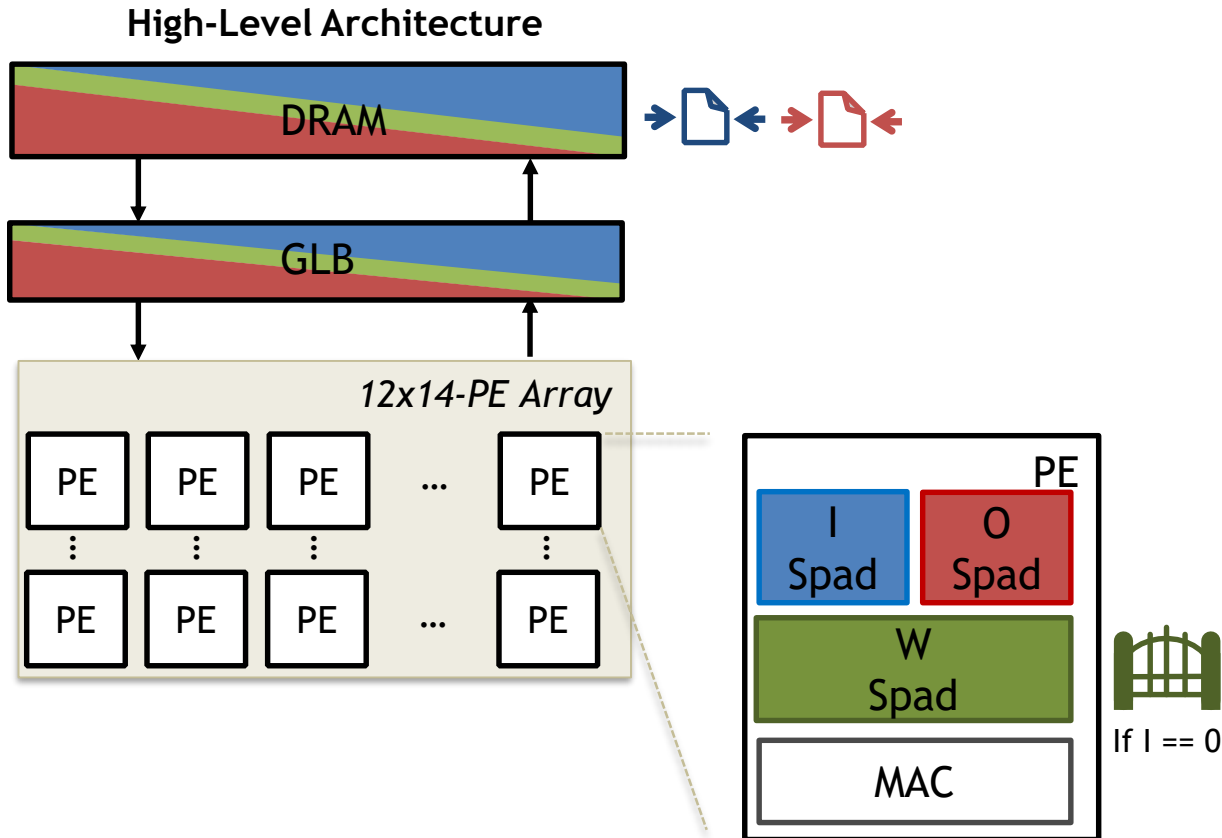 High-Level Architecture
DRAM
GLB
12x14-PE Array
PE PE PE ... PE
PE PE PE ... PE
PE
I
Spad
O
Spad
W
Spad
MAC
If I == 0